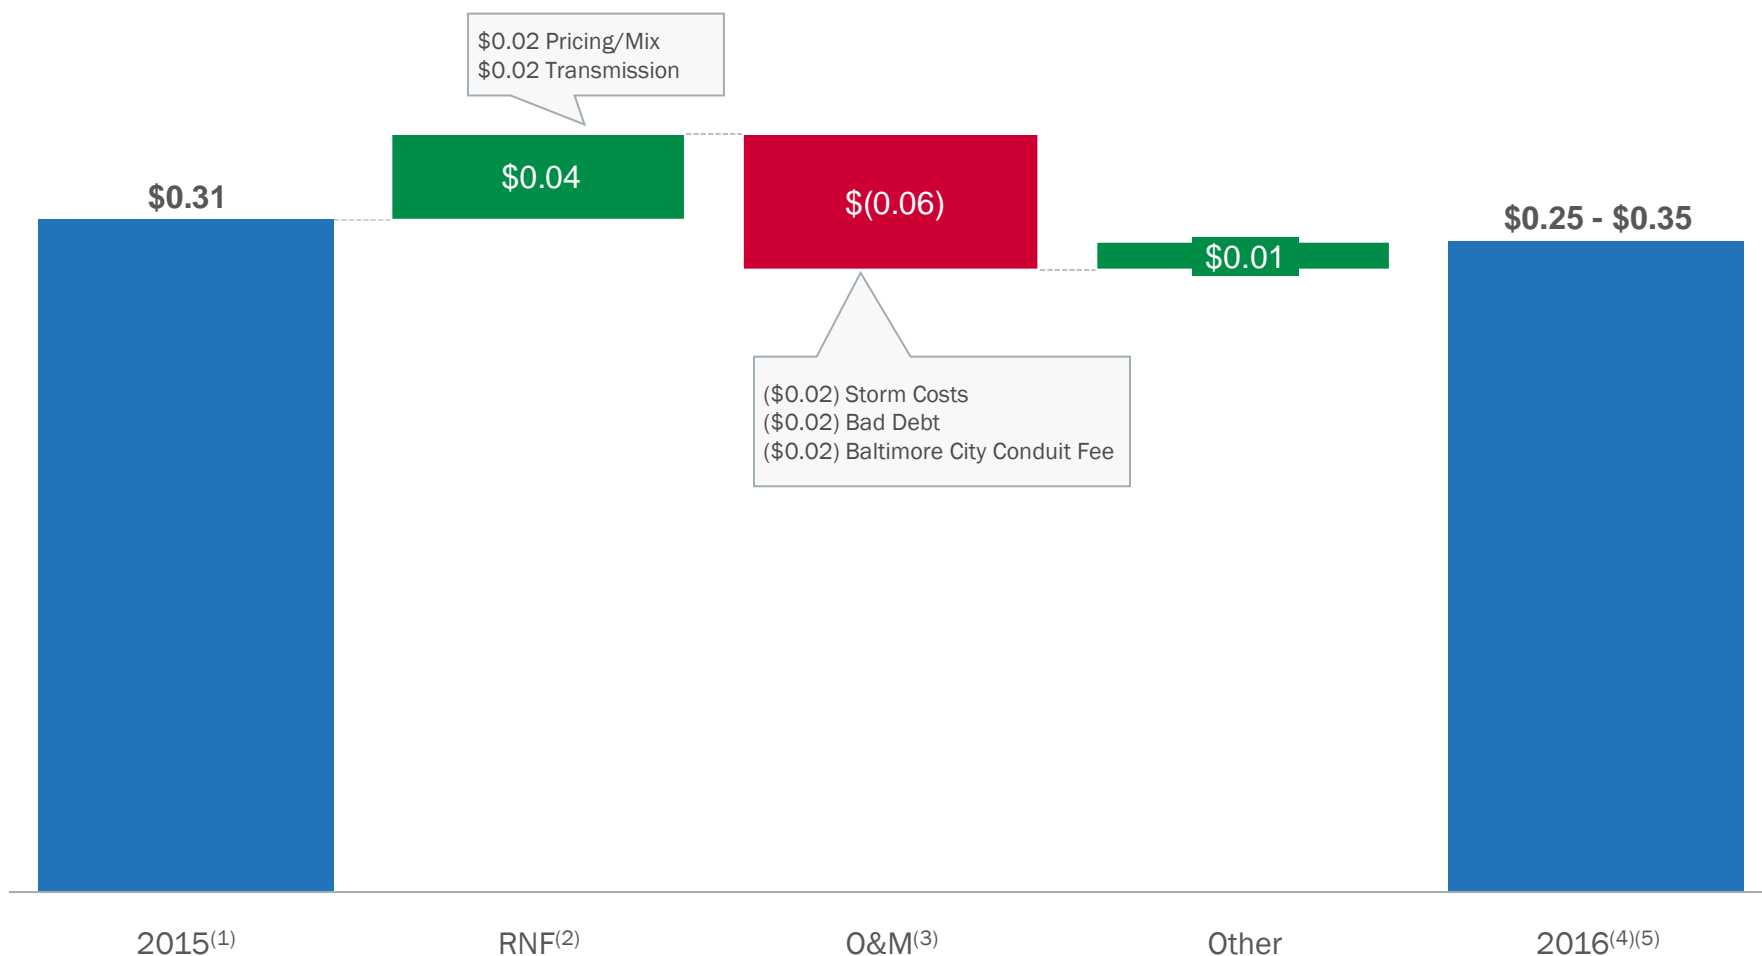 $0.02 Pricing/Mix
$0.02 Transmission
$0.31
$0.04
$(0.06)
$0.01
$0.25 - $0.35
($0.02) Storm Costs
($0.02) Bad Debt
($0.02) Baltimore City Conduit Fee
2015(1)
RNF(2)
O&M(3)
Other
2016(4)(5)